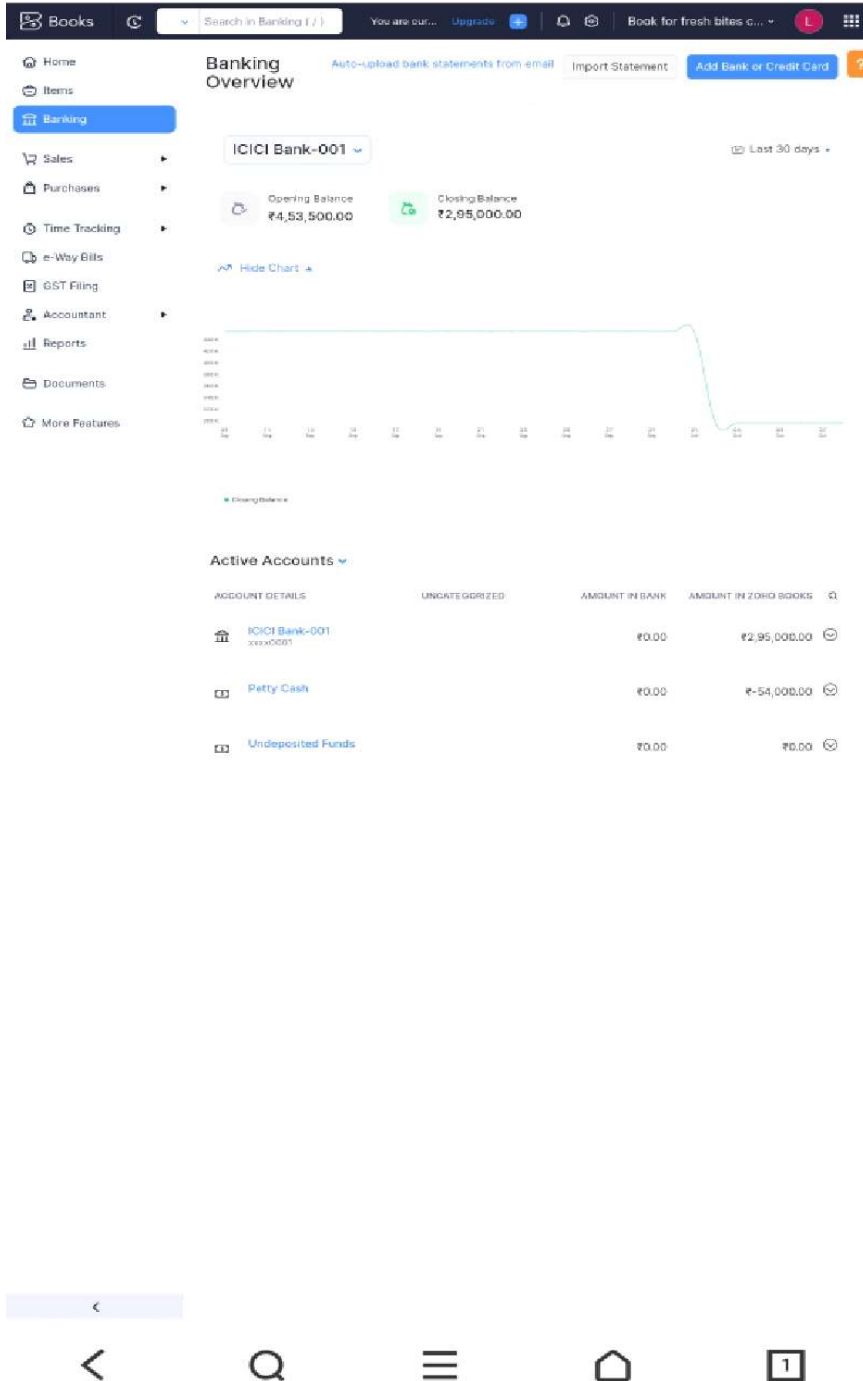 Books
Search in Banking ( / )
You are cur... Upgrade
Book for fresh bites c...
L
Home
Items
Banking
Sales
Purchases
Time Tracking
e-Way Bills
GST Filing
Accountant
Reports
Documents
More Features
Banking Overview
Auto-upload bank statements from email
Import Statement
Add Bank or Credit Card
?
ICICI Bank-001
Last 30 days
Opening Balance
₹4,53,500.00
Closing Balance
₹2,95,000.00
Hide Chart
Closing Balance
Active Accounts
ACCOUNT DETAILS UNCATEGORIZED AMOUNT IN BANK AMOUNT IN ZOHO BOOKS
ICICI Bank-001 ₹0.00 ₹2,95,000.00
xxxx0001
Petty Cash ₹0.00 ₹-54,000.00
Undeposited Funds ₹0.00 ₹0.00
1